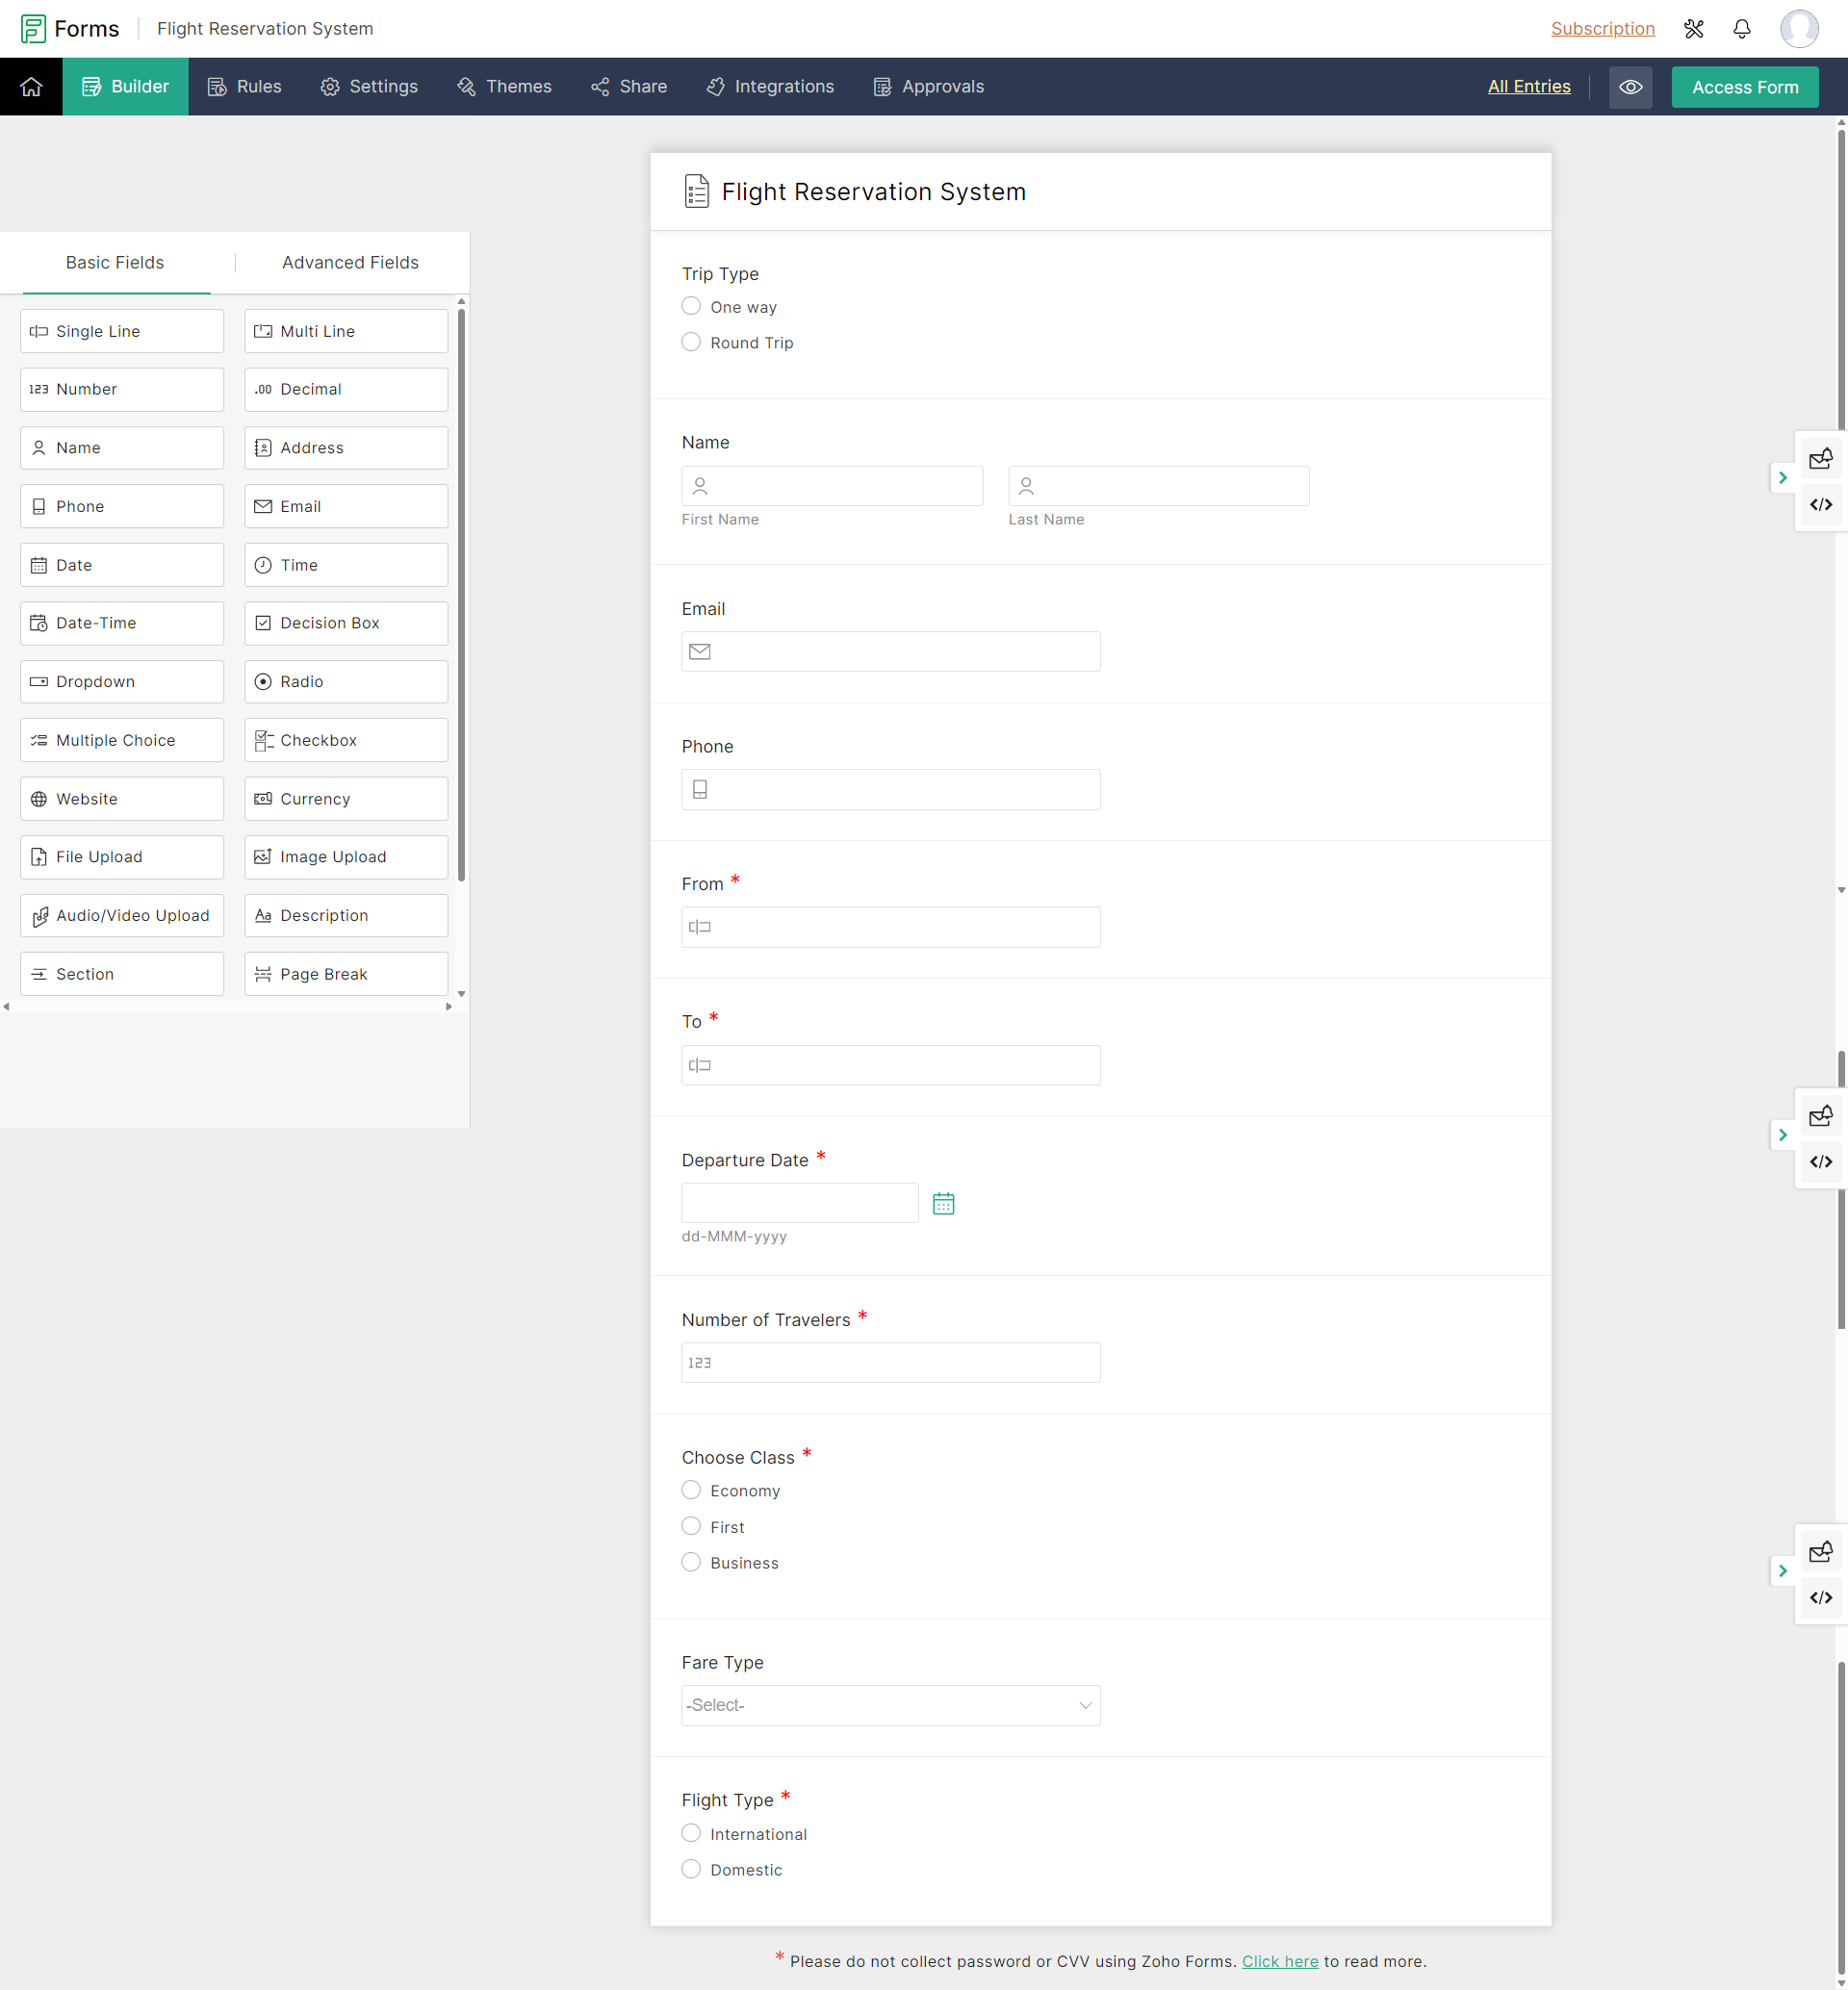 Forms
Flight Reservation System
Subscription
Builder
Rules
Settings
Themes
Share
Integrations
Approvals
All Entries
Access Form
Basic Fields
Advanced Fields
Single Line
Multi Line
123 Number
.00 Decimal
Name
Address
Phone
Email
Date
Time
Date-Time
Decision Box
Dropdown
Radio
Multiple Choice
Checkbox
Website
Currency
File Upload
Image Upload
Audio/Video Upload
Aa Description
Section
Page Break
Flight Reservation System
Trip Type
One way
Round Trip
Name
First Name
Last Name
Email
Phone
From *
To *
Departure Date *
dd-MMM-yyyy
Number of Travelers *
123
Choose Class *
Economy
First
Business
Fare Type
-Select-
Flight Type *
International
Domestic
* Please do not collect password or CVV using Zoho Forms. Click here to read more.